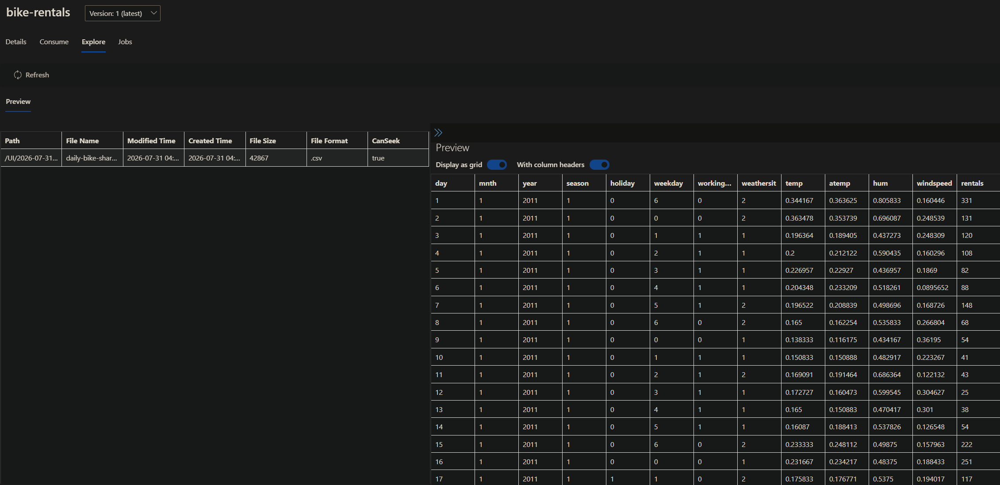 bike-rentals Version: 1 (latest)
Details Consume Explore Jobs
Refresh
Preview
Path File Name Modified Time Created Time File Size File Format CanSeek
/UI/2026-07-31... daily-bike-shar... 2026-07-31 04:... 2026-07-31 04:... 42867 .csv true
Preview
Display as grid With column headers
day mnth year season holiday weekday working... weathersit temp atemp hum windspeed rentals
1 1 2011 1 0 6 0 2 0.344167 0.363625 0.805833 0.160446 331
2 1 2011 1 0 0 0 2 0.363478 0.353739 0.696087 0.248539 131
3 1 2011 1 0 1 1 1 0.196364 0.189405 0.437273 0.248309 120
4 1 2011 1 0 2 1 1 0.2 0.212122 0.590435 0.160296 108
5 1 2011 1 0 3 1 1 0.226957 0.22927 0.436957 0.1869 82
6 1 2011 1 0 4 1 1 0.204348 0.233209 0.518261 0.0895652 88
7 1 2011 1 0 5 1 2 0.196522 0.208839 0.498696 0.168726 148
8 1 2011 1 0 6 0 2 0.165 0.162254 0.535833 0.266804 68
9 1 2011 1 0 0 0 1 0.138333 0.116175 0.434167 0.36195 54
10 1 2011 1 0 1 1 1 0.150833 0.150888 0.482917 0.223267 41
11 1 2011 1 0 2 1 2 0.169091 0.191464 0.686364 0.122132 43
12 1 2011 1 0 3 1 1 0.172727 0.160473 0.599545 0.304627 25
13 1 2011 1 0 4 1 1 0.165 0.150883 0.470417 0.301 38
14 1 2011 1 0 5 1 1 0.16087 0.188413 0.537826 0.126548 54
15 1 2011 1 0 6 0 2 0.233333 0.248112 0.49875 0.157963 222
16 1 2011 1 0 0 0 1 0.231667 0.234217 0.48375 0.188433 251
17 1 2011 1 1 1 0 2 0.175833 0.176771 0.5375 0.194017 117